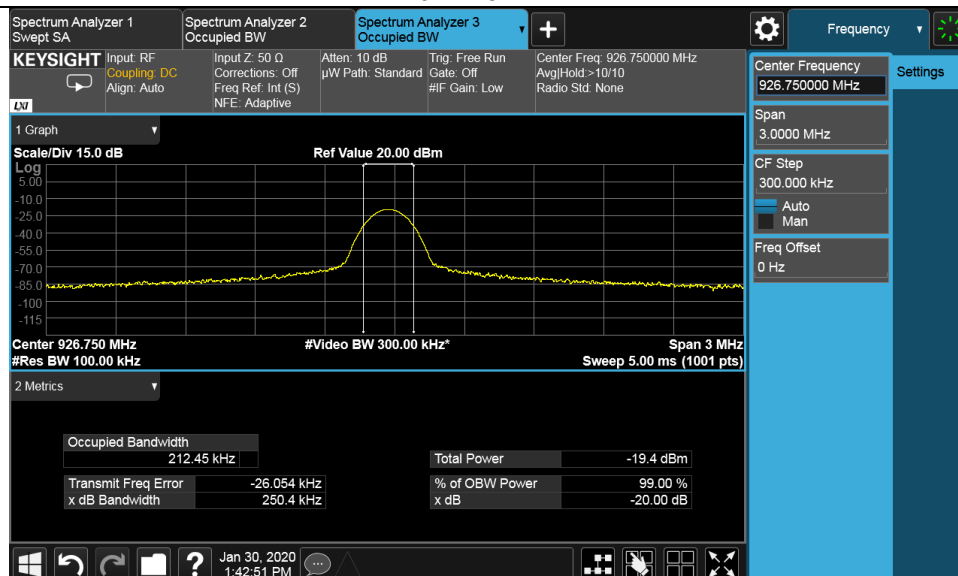 Spectrum Analyzer 1
Swept SA
Spectrum Analyzer 2
Occupied BW
Spectrum Analyzer 3
Occupied BW
Frequency
KEYSIGHT
LXI
Input: RF
Coupling: DC
Align: Auto
Input Z: 50 Ω
Corrections: Off
Freq Ref: Int (S)
NFE: Adaptive
Atten: 10 dB
µW Path: Standard
Trig: Free Run
Gate: Off
#IF Gain: Low
Center Freq: 926.750000 MHz
Avg|Hold:>10/10
Radio Std: None
Center Frequency
926.750000 MHz
Settings
Span
3.0000 MHz
CF Step
300.000 kHz
Auto
Man
Freq Offset
0 Hz
1 Graph
Scale/Div 15.0 dB
Ref Value 20.00 dBm
Log
5.00
-10.0
-25.0
-40.0
-55.0
-70.0
-85.0
-100
-115
Center 926.750 MHz
#Video BW 300.00 kHz*
Span 3 MHz
#Res BW 100.00 kHz
Sweep 5.00 ms (1001 pts)
2 Metrics
Occupied Bandwidth
212.45 kHz
Total Power -19.4 dBm
Transmit Freq Error -26.054 kHz
% of OBW Power 99.00 %
x dB Bandwidth 250.4 kHz
x dB -20.00 dB
?
Jan 30, 2020
1:42:51 PM